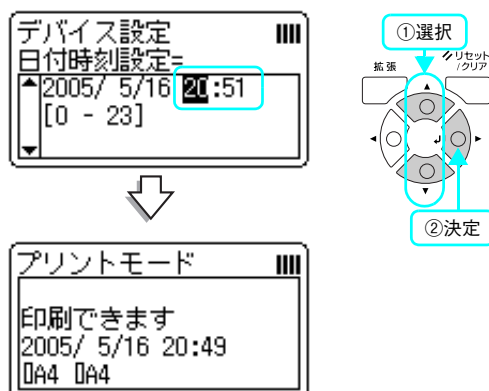 デバイス設定
日付時刻設定=
2005/ 5/16 20:51
[0 - 23]
①選択
拡張
リセット
/クリア
②決定
プリントモード
印刷できます
2005/ 5/16 20:49
A4 A4